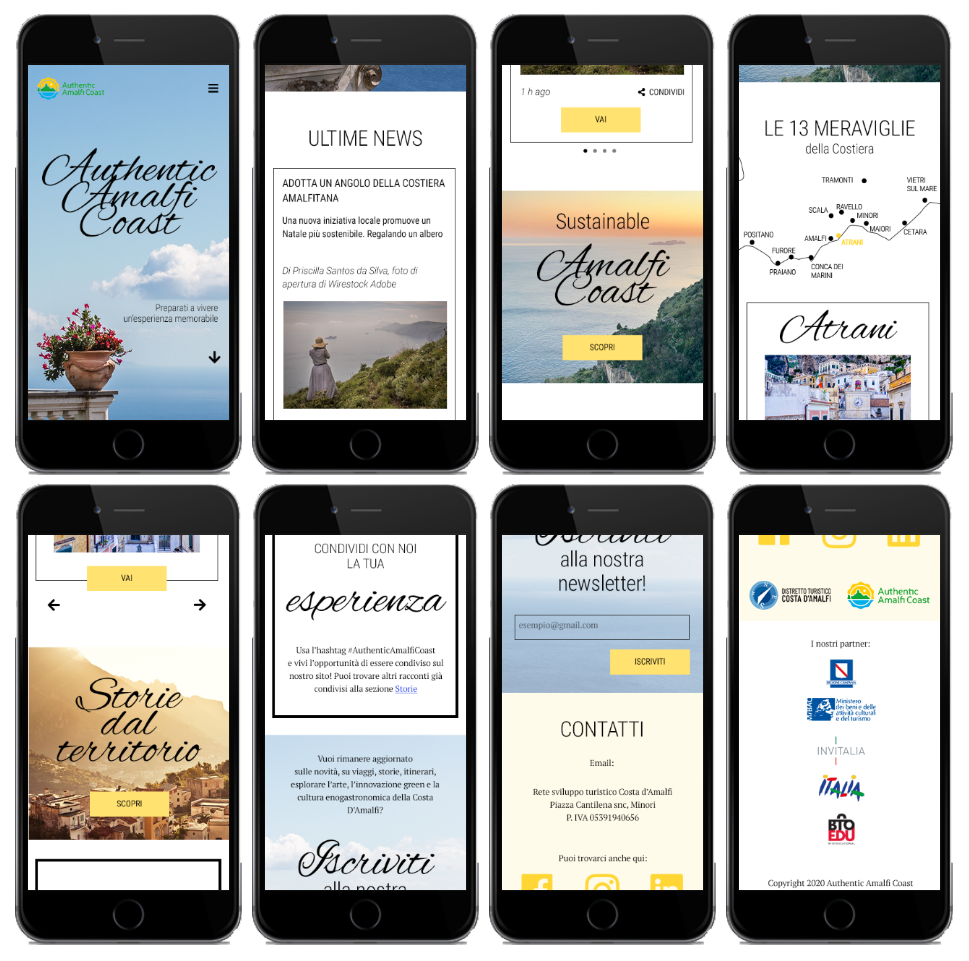 Authentic
Amalfi Coast
Authentic
Amalfi
Coast
Preparati a vivere
un'esperienza memorabile
ULTIME NEWS
ADOTTA UN ANGOLO DELLA COSTIERA
AMALFITANA
Una nuova iniziativa locale promuove un
Natale più sostenibile. Regalando un albero
Di Priscilla Santos da Silva, foto di
apertura di Wirestock Adobe
1 h ago
CONDIVIDI
VAI
Sustainable
Amalfi
Coast
SCOPRI
LE 13 MERAVIGLIE
della Costiera
TRAMONTI
VIETRI
SUL MARE
SCALA
RAVELLO
MINORI
MAIORI
CETARA
POSITANO
AMALFI
ATRANI
FURORE
PRAIANO
CONCA DEI
MARINI
Atrani
VAI
Storie
dal
territorio
SCOPRI
CONDIVIDI CON NOI
LA TUA
esperienza
Usa l'hashtag #AuthenticAmalfiCoast
e vivi l'opportunità di essere condiviso sul
nostro sito! Puoi trovare altri racconti già
condivisi alla sezione Storie
Vuoi rimanere aggiornato
sulle novità, su viaggi, storie, itinerari,
esplorare l'arte, l'innovazione green e la
cultura enogastronomica della Costa
D'Amalfi?
Iscriviti
alla nostra
Iscriviti
alla nostra
newsletter!
esempio@gmail.com
ISCRIVITI
CONTATTI
Email:
Rete sviluppo turistico Costa d'Amalfi
Piazza Cantilena snc, Minori
P. IVA 05391940656
Puoi trovarci anche qui:
DISTRETTO TURISTICO
COSTA D'AMALFI
Authentic
Amalfi Coast
I nostri partner:
MiBAC
Ministero
dei beni e delle
attività culturali
e del turismo
INVITALIA
ITALIA
BTO
EDU
Copyright 2020 Authentic Amalfi Coast